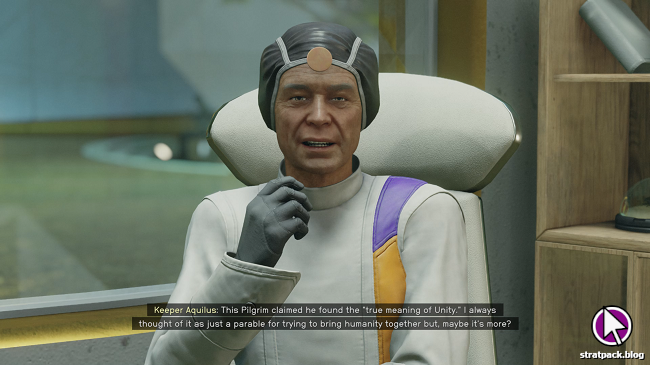 Keeper Aquilus: This Pilgrim claimed he found the "true meaning of Unity." I always
thought of it as just a parable for trying to bring humanity together but, maybe it's more?
stratpack.blog